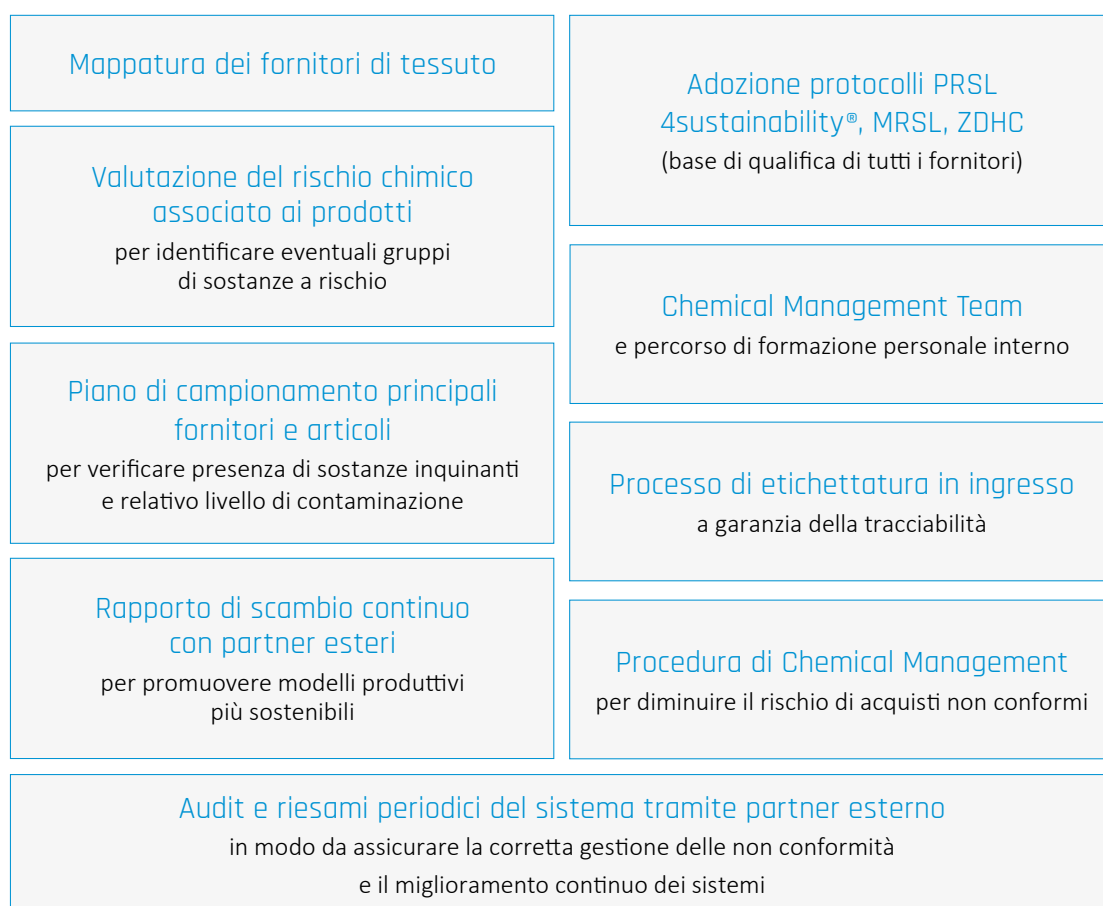 Mappatura dei fornitori di tessuto
Valutazione del rischio chimico
associato ai prodotti
per identificare eventuali gruppi
di sostanze a rischio
Piano di campionamento principali
fornitori e articoli
per verificare presenza di sostanze inquinanti
e relativo livello di contaminazione
Rapporto di scambio continuo
con partner esteri
per promuovere modelli produttivi
più sostenibili
Adozione protocolli PRSL
4sustainability®, MRSL, ZDHC
(base di qualifica di tutti i fornitori)
Chemical Management Team
e percorso di formazione personale interno
Processo di etichettatura in ingresso
a garanzia della tracciabilità
Procedura di Chemical Management
per diminuire il rischio di acquisti non conformi
Audit e riesami periodici del sistema tramite partner esterno
in modo da assicurare la corretta gestione delle non conformità
e il miglioramento continuo dei sistemi